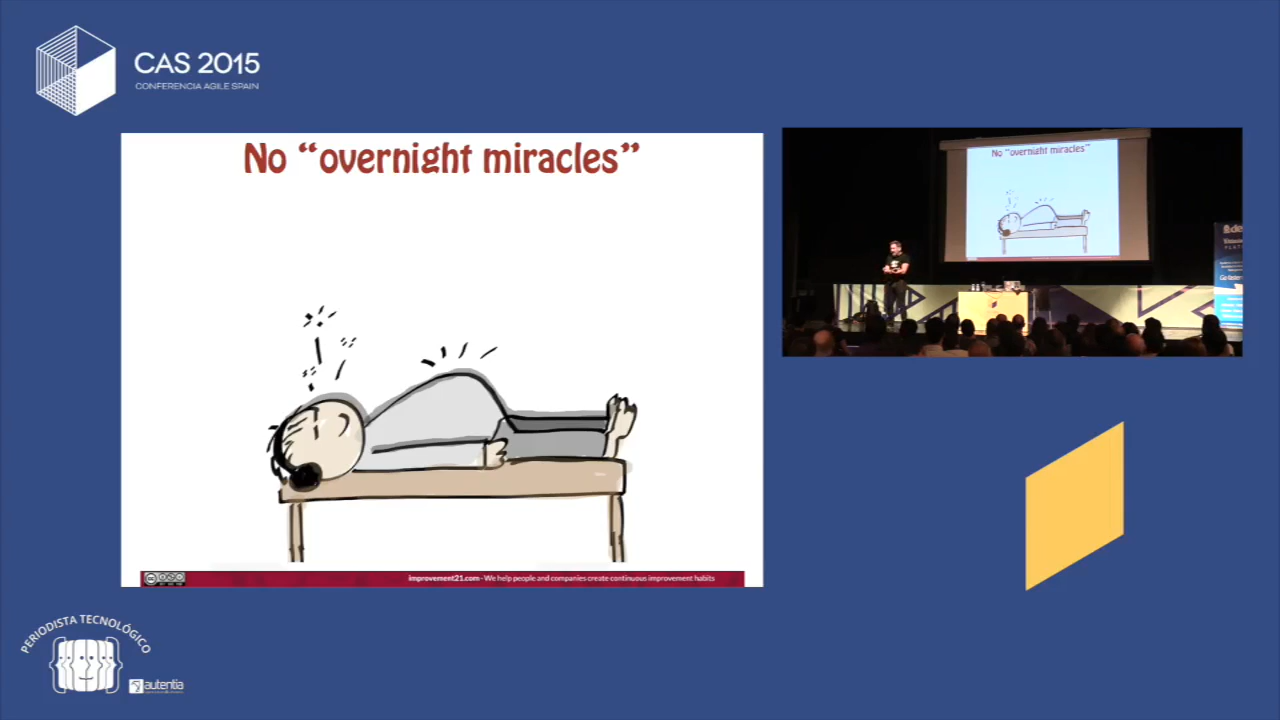 CAS 2015
CONFERENCIA AGILE SPAIN
No “overnight miracles”
improvement21.com - We help people and companies create continuous improvement habits
No “overnight miracles”
PERIODISTA TECNOLÓGICO
autentia